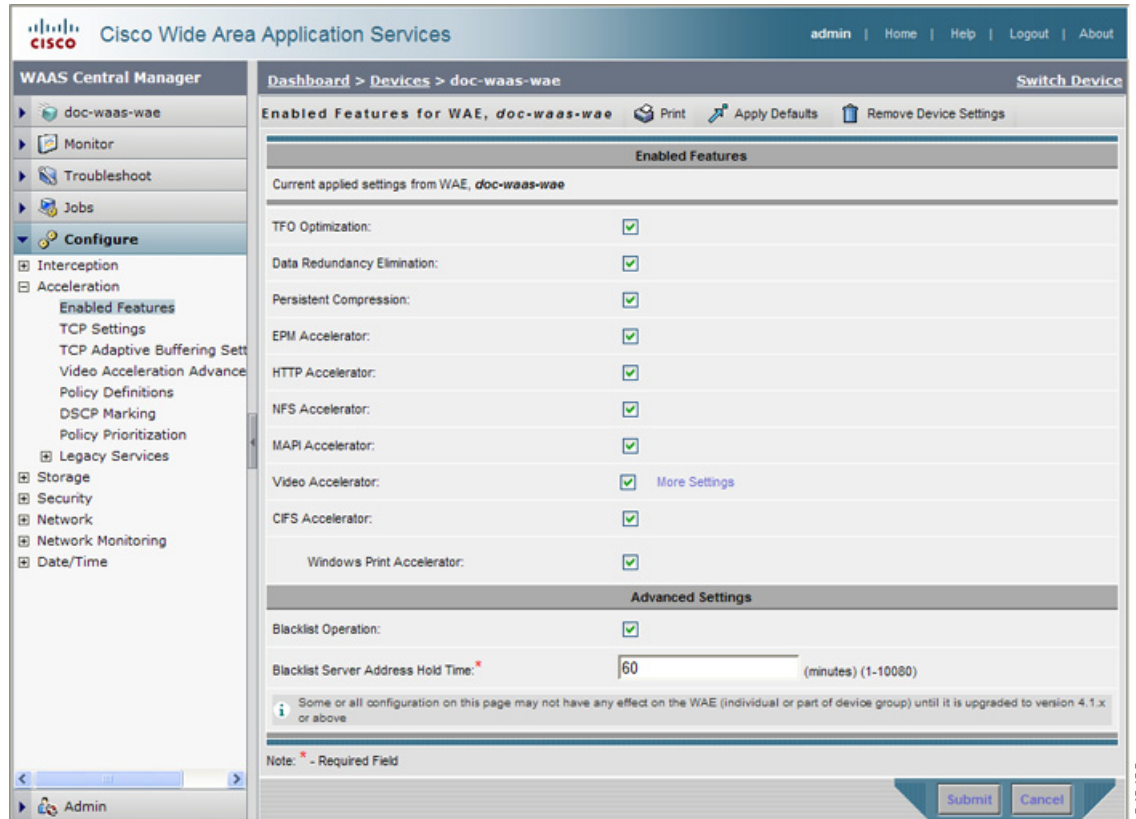 CISCO Cisco Wide Area Application Services
admin | Home | Help | Logout | About
WAAS Central Manager
Dashboard > Devices > doc-waas-wae
Switch Device
doc-waas-wae
Monitor
Troubleshoot
Jobs
Configure
Interception
Acceleration
Enabled Features
TCP Settings
TCP Adaptive Buffering Sett
Video Acceleration Advance
Policy Definitions
DSCP Marking
Policy Prioritization
Legacy Services
Storage
Security
Network
Network Monitoring
Date/Time
Admin
Enabled Features for WAE, doc-waas-wae Print Apply Defaults Remove Device Settings
Enabled Features
Current applied settings from WAE, doc-waas-wae
TFO Optimization:
Data Redundancy Elimination:
Persistent Compression:
EPM Accelerator:
HTTP Accelerator:
NFS Accelerator:
MAPI Accelerator:
Video Accelerator: More Settings
CIFS Accelerator:
Windows Print Accelerator:
Advanced Settings
Blacklist Operation:
Blacklist Server Address Hold Time:* 60 (minutes) (1-10080)
Some or all configuration on this page may not have any effect on the WAE (individual or part of device group) until it is upgraded to version 4.1.x
or above
Note: * - Required Field
Submit Cancel